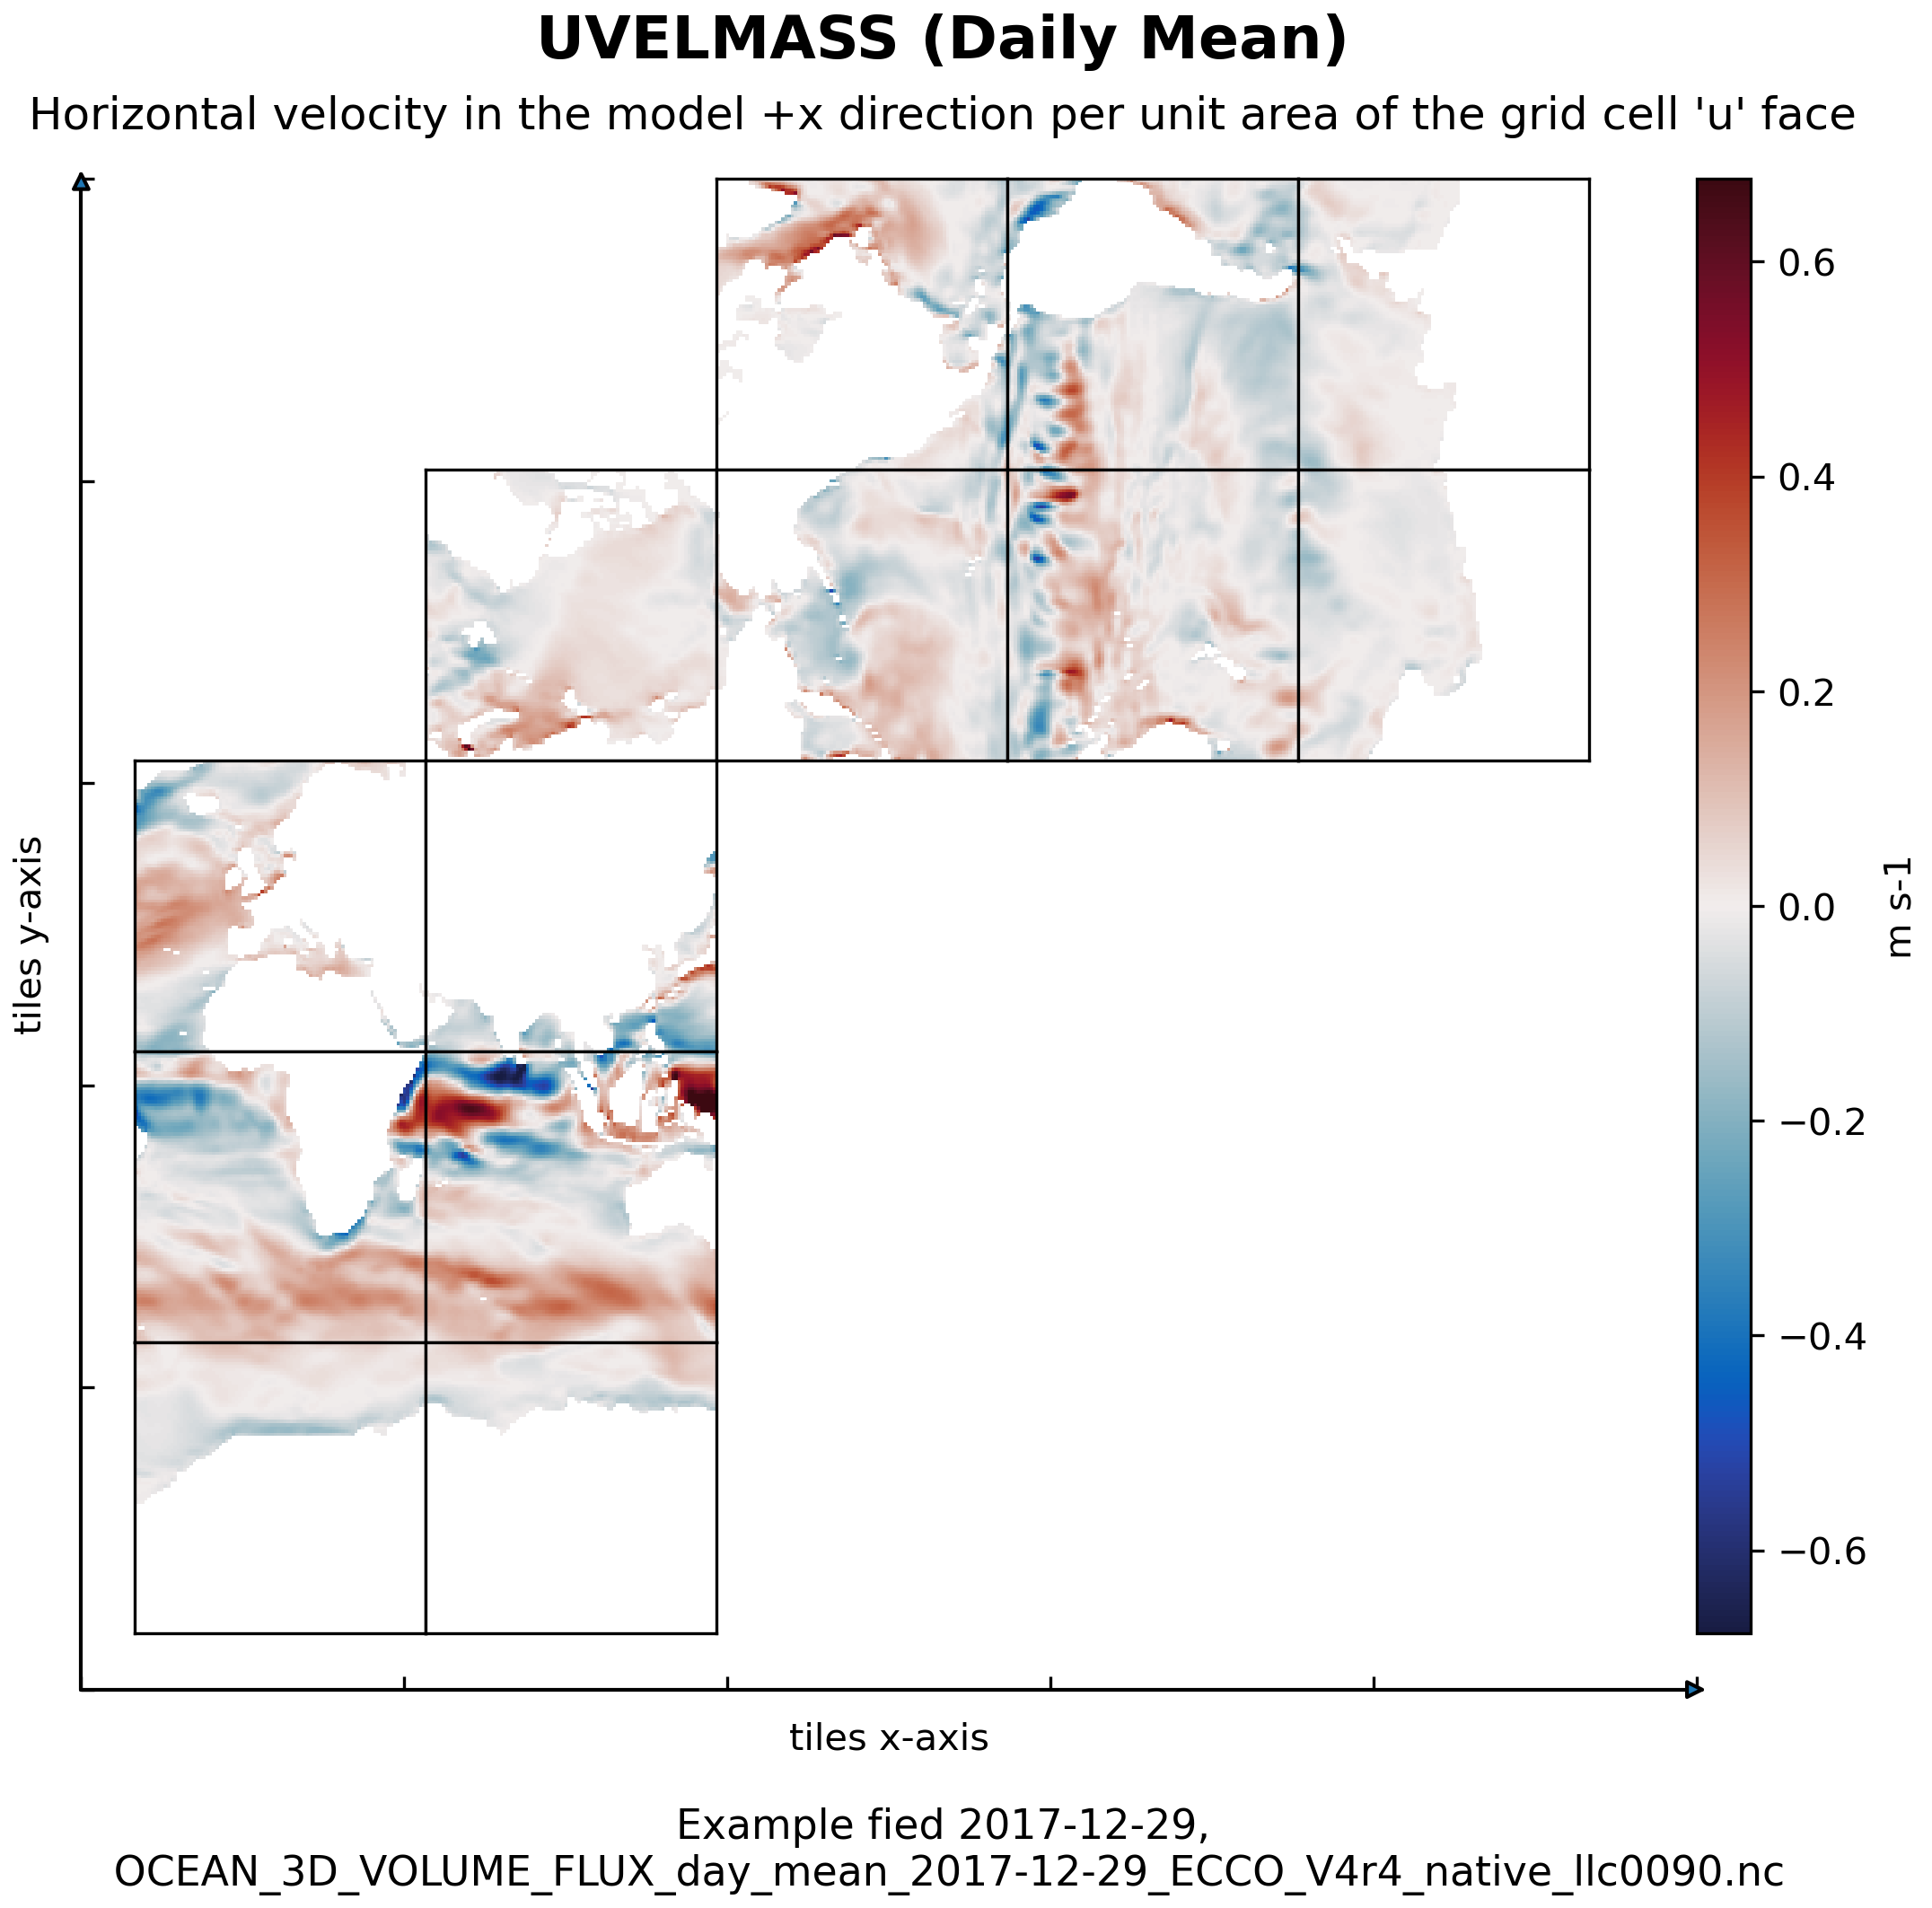 UVELMASS (Daily Mean)
Horizontal velocity in the model +x direction per unit area of the grid cell 'u' face
tiles y-axis
0.6
0.4
0.2
0.0
−0.2
−0.4
−0.6
m s-1
tiles x-axis
Example fied 2017-12-29,
OCEAN_3D_VOLUME_FLUX_day_mean_2017-12-29_ECCO_V4r4_native_llc0090.nc